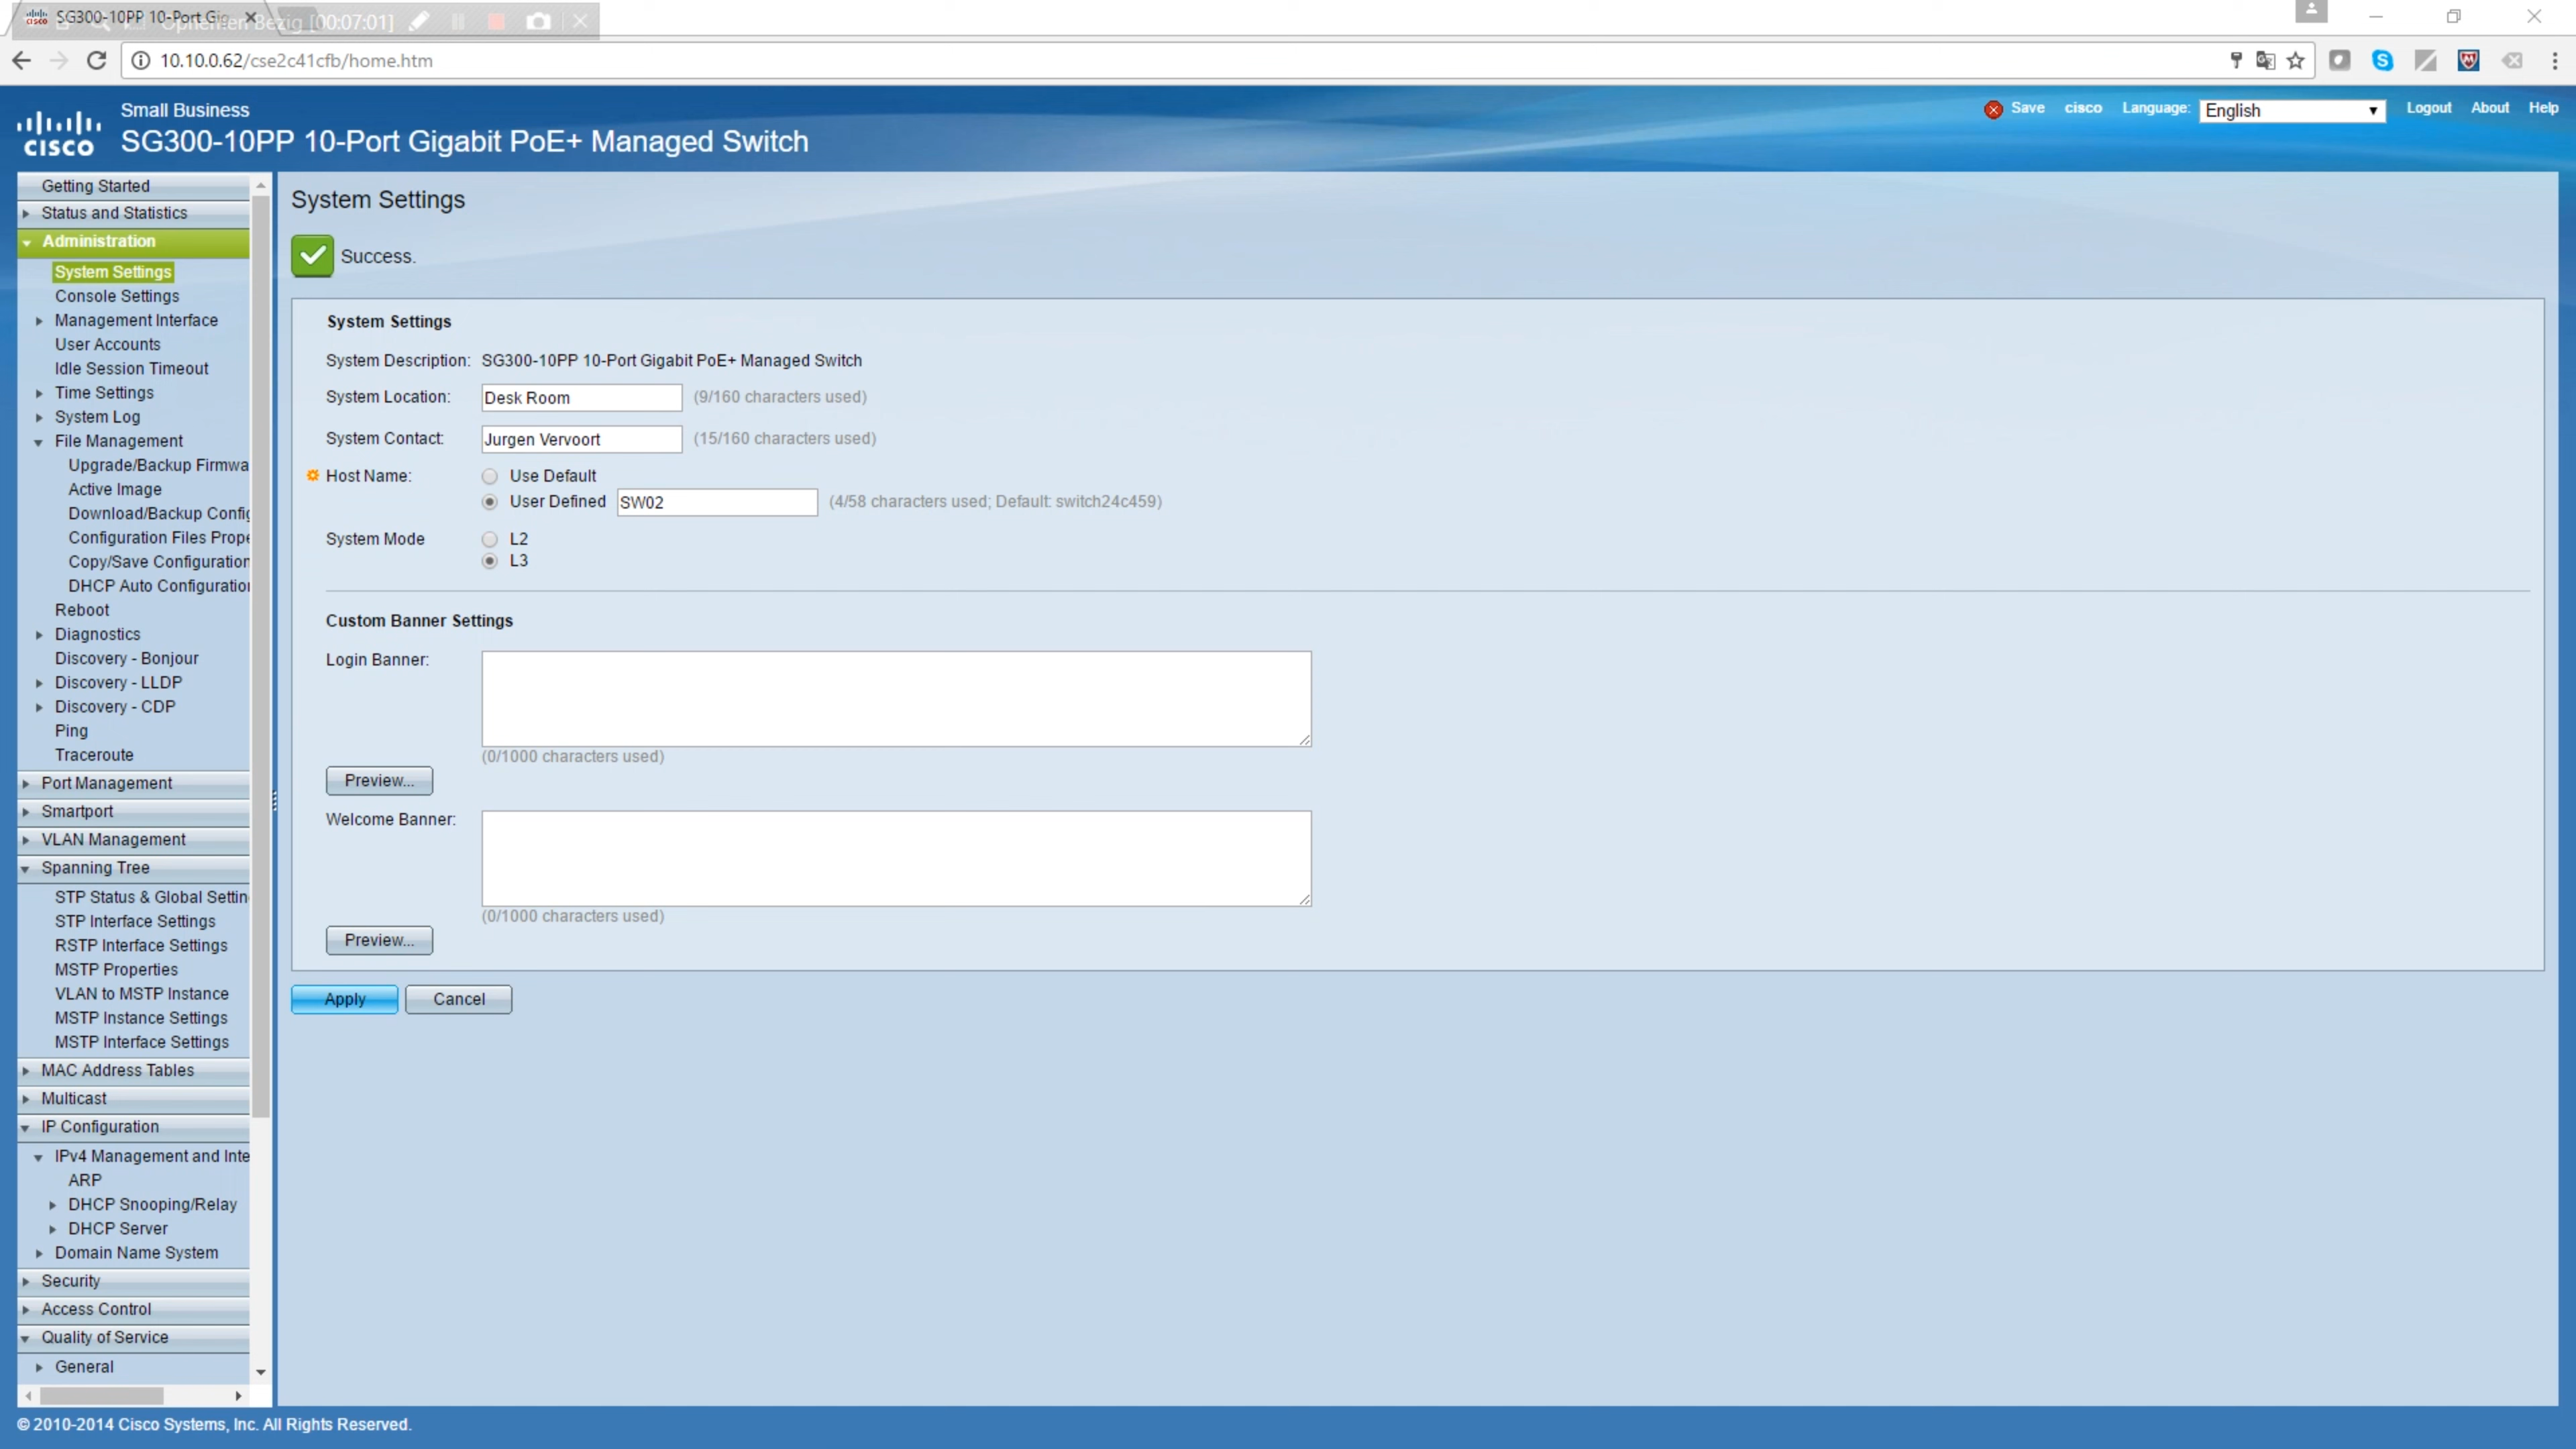 SG300-10PP 10-Port Gig
Opnemen Bezig [00:07:01]
10.10.0.62/cse2c41cfb/home.htm
Small Business
CISCO
SG300-10PP 10-Port Gigabit PoE+ Managed Switch
Save cisco Language: English Logout About Help
Getting Started
Status and Statistics
Administration
System Settings
Console Settings
Management Interface
User Accounts
Idle Session Timeout
Time Settings
System Log
File Management
Upgrade/Backup Firmwa
Active Image
Download/Backup Config
Configuration Files Prope
Copy/Save Configuration
DHCP Auto Configuration
Reboot
Diagnostics
Discovery - Bonjour
Discovery - LLDP
Discovery - CDP
Ping
Traceroute
Port Management
Smartport
VLAN Management
Spanning Tree
STP Status & Global Settin
STP Interface Settings
RSTP Interface Settings
MSTP Properties
VLAN to MSTP Instance
MSTP Instance Settings
MSTP Interface Settings
MAC Address Tables
Multicast
IP Configuration
IPv4 Management and Inte
ARP
DHCP Snooping/Relay
DHCP Server
Domain Name System
Security
Access Control
Quality of Service
General
System Settings
Success.
System Settings
System Description: SG300-10PP 10-Port Gigabit PoE+ Managed Switch
System Location: Desk Room (9/160 characters used)
System Contact: Jurgen Vervoort (15/160 characters used)
Host Name: Use Default
User Defined SW02 (4/58 characters used; Default: switch24c459)
System Mode L2
L3
Custom Banner Settings
Login Banner:
(0/1000 characters used)
Preview...
Welcome Banner:
(0/1000 characters used)
Preview...
Apply Cancel
© 2010-2014 Cisco Systems, Inc. All Rights Reserved.